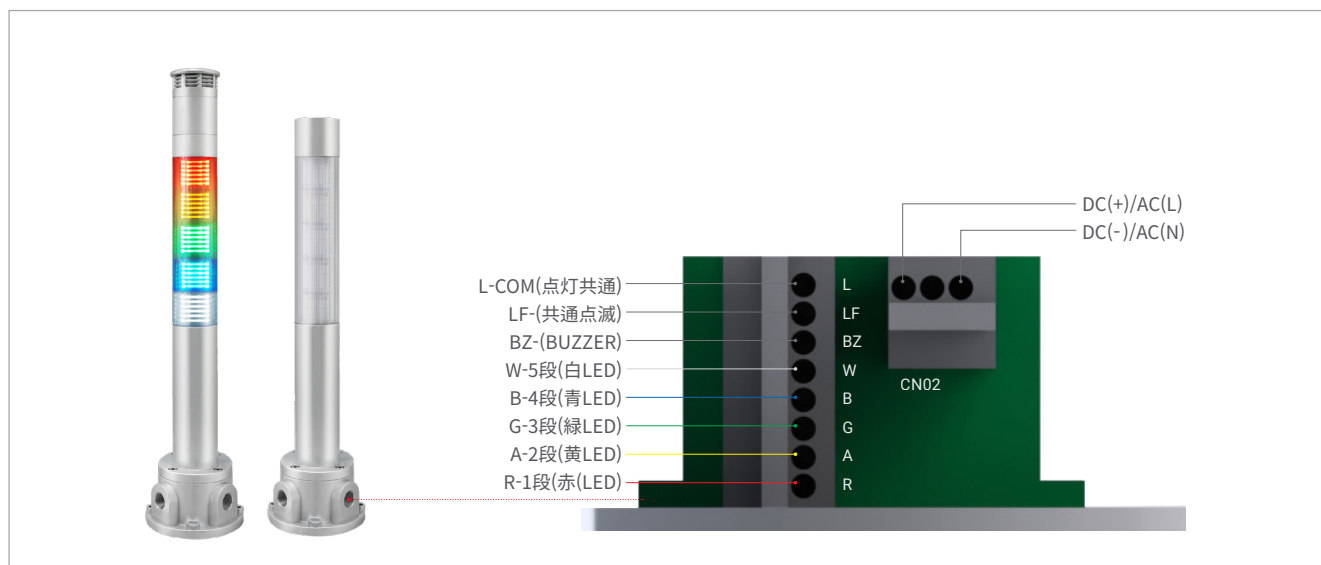 DC(+)/AC(L)
DC(-)/AC(N)
L-COM(点灯共通)
LF-(共通点滅)
BZ-(BUZZER)
W-5段(白LED)
B-4段(青LED)
G-3段(緑LED)
A-2段(黄LED)
R-1段(赤(LED)
L
LF
BZ
W
B
G
A
R
CN02